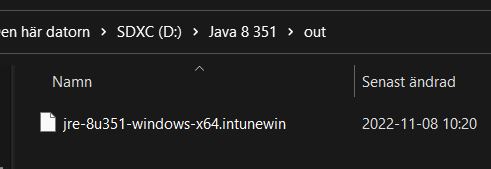 en här datorn > SDXC (D:) > Java 8 351 > out
Namn Senast ändrad
jre-8u351-windows-x64.intunewin 2022-11-08 10:20